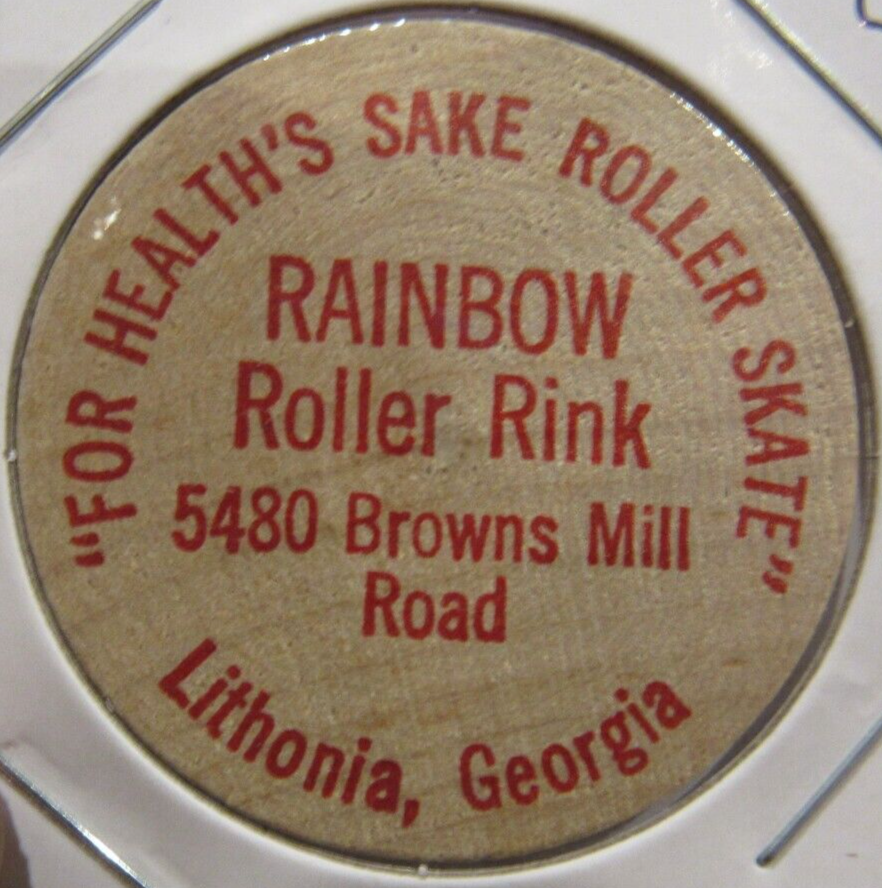 "FOR HEALTH'S SAKE ROLLER SKATE"
RAINBOW
Roller Rink
5480 Browns Mill
Road
Lithonia, Georgia